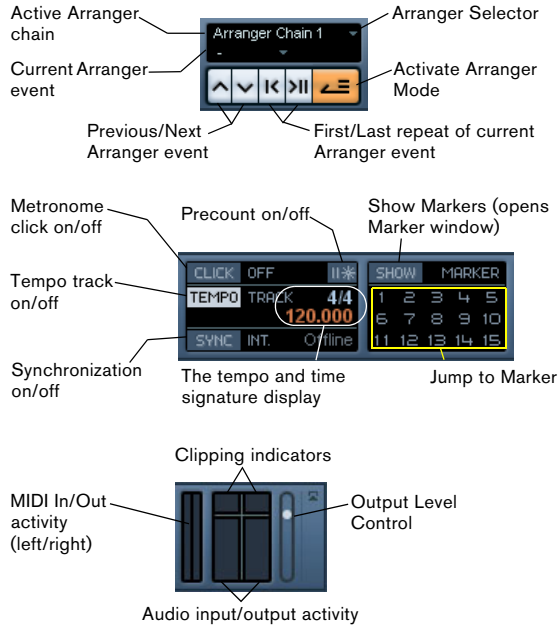 Active Arranger
chain
Arranger Chain 1
Arranger Selector
-
Current Arranger
event
Activate Arranger
Mode
Previous/Next
Arranger event
First/Last repeat of current
Arranger event
Metronome
click on/off
Precount on/off
Show Markers (opens
Marker window)
CLICK OFF
SHOW MARKER
Tempo track
on/off
TEMPO TRACK 4/4
120.000
1 2 3 4 5
6 7 8 9 10
11 12 13 14 15
SYNC INT. Offline
Synchronization
on/off
The tempo and time
signature display
Jump to Marker
Clipping indicators
MIDI In/Out
activity
(left/right)
Output Level
Control
Audio input/output activity